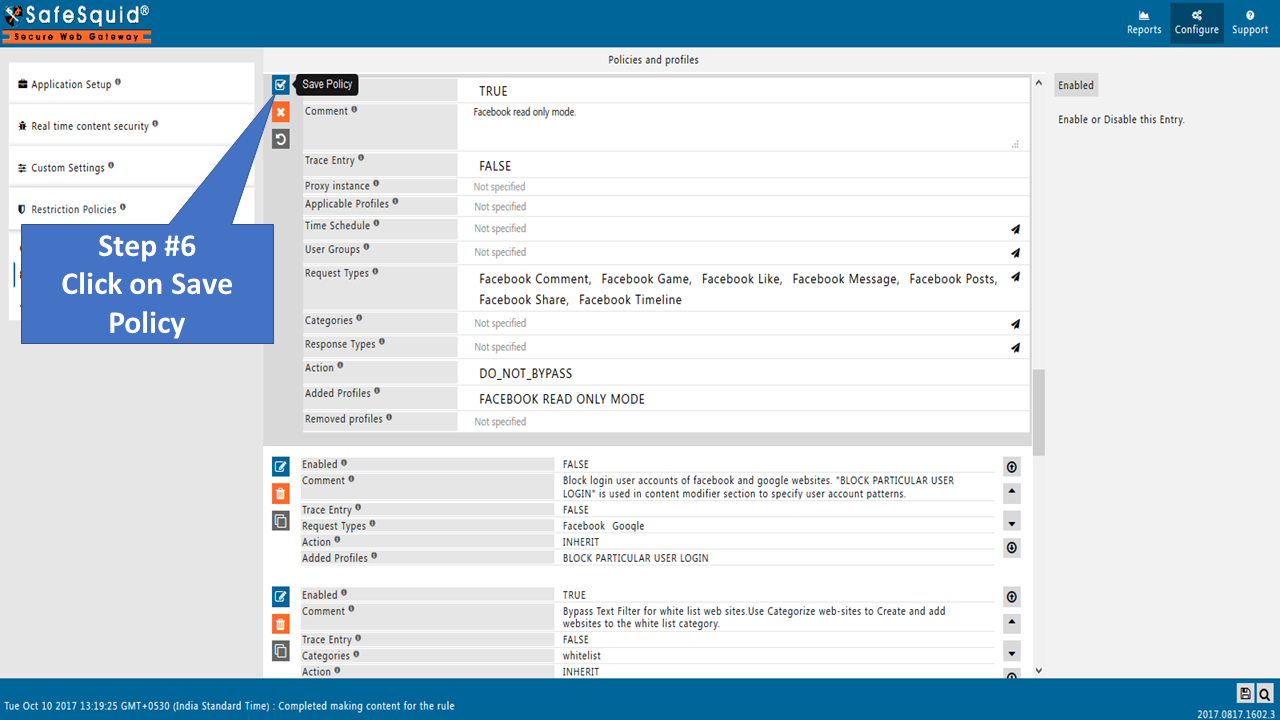 SafeSquid®
Secure Web Gateway
Reports
Configure
Support
Policies and profiles
Application Setup
Real time content security
Custom Settings
Restriction Policies
Step #6
Click on Save
Policy
Save Policy
TRUE
Comment
Facebook read only mode.
Trace Entry
FALSE
Proxy instance
Not specified
Applicable Profiles
Not specified
Time Schedule
Not specified
User Groups
Not specified
Request Types
Facebook Comment, Facebook Game, Facebook Like, Facebook Message, Facebook Posts,
Facebook Share, Facebook Timeline
Categories
Not specified
Response Types
Not specified
Action
DO_NOT_BYPASS
Added Profiles
FACEBOOK READ ONLY MODE
Removed profiles
Not specified
Enabled
FALSE
Comment
Block login user accounts of facebook and google websites. "BLOCK PARTICULAR USER
LOGIN" is used in content modifier section to specify user account patterns.
Trace Entry
FALSE
Request Types
Facebook Google
Action
INHERIT
Added Profiles
BLOCK PARTICULAR USER LOGIN
Enabled
TRUE
Comment
Bypass Text Filter for white list web sites.Use Categorize web-sites to Create and add
websites to the white list category.
Trace Entry
FALSE
Categories
whitelist
Action
INHERIT
Enabled
Enable or Disable this Entry.
Tue Oct 10 2017 13:19:25 GMT+0530 (India Standard Time) : Completed making content for the rule
2017.0817.1602.3